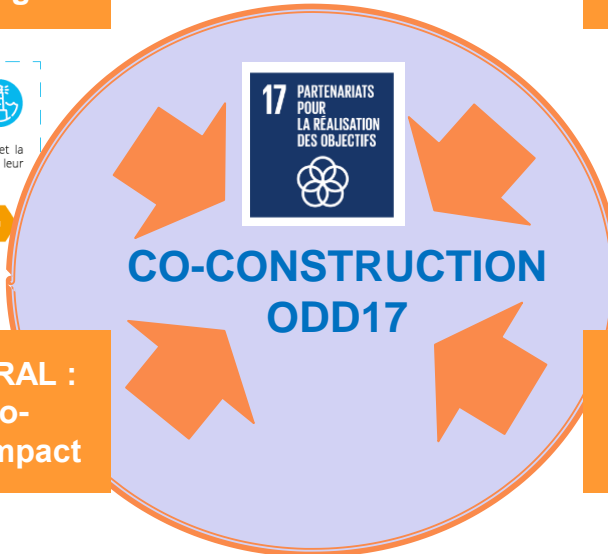 g
et la
leur
17 PARTENARIATS
POUR
LA RÉALISATION
DES OBJECTIFS
CO-CONSTRUCTION
ODD17
RAL :
o-
mpact